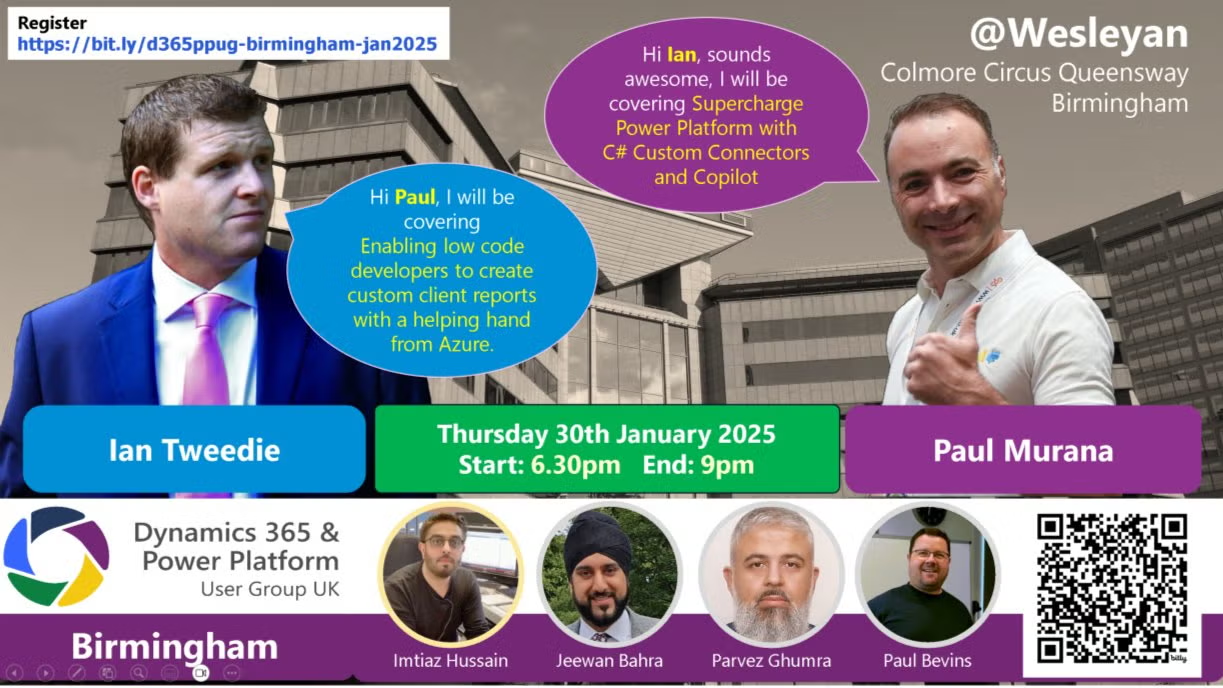 Register
https://bit.ly/d365ppug-birmingham-jan2025
@Wesleyan
Colmore Circus Queensway
Birmingham
Hi Ian, sounds
awesome, I will be
covering Supercharge
Power Platform with
C# Custom Connectors
and Copilot
Hi Paul, I will be
covering
Enabling low code
developers to create
custom client reports
with a helping hand
from Azure.
Ian Tweedie
Thursday 30th January 2025
Start: 6.30pm End: 9pm
Paul Murana
Dynamics 365 &
Power Platform
User Group UK
Birmingham
Imtiaz Hussain
Jeewan Bahra
Parvez Ghumra
Paul Bevins
bitly